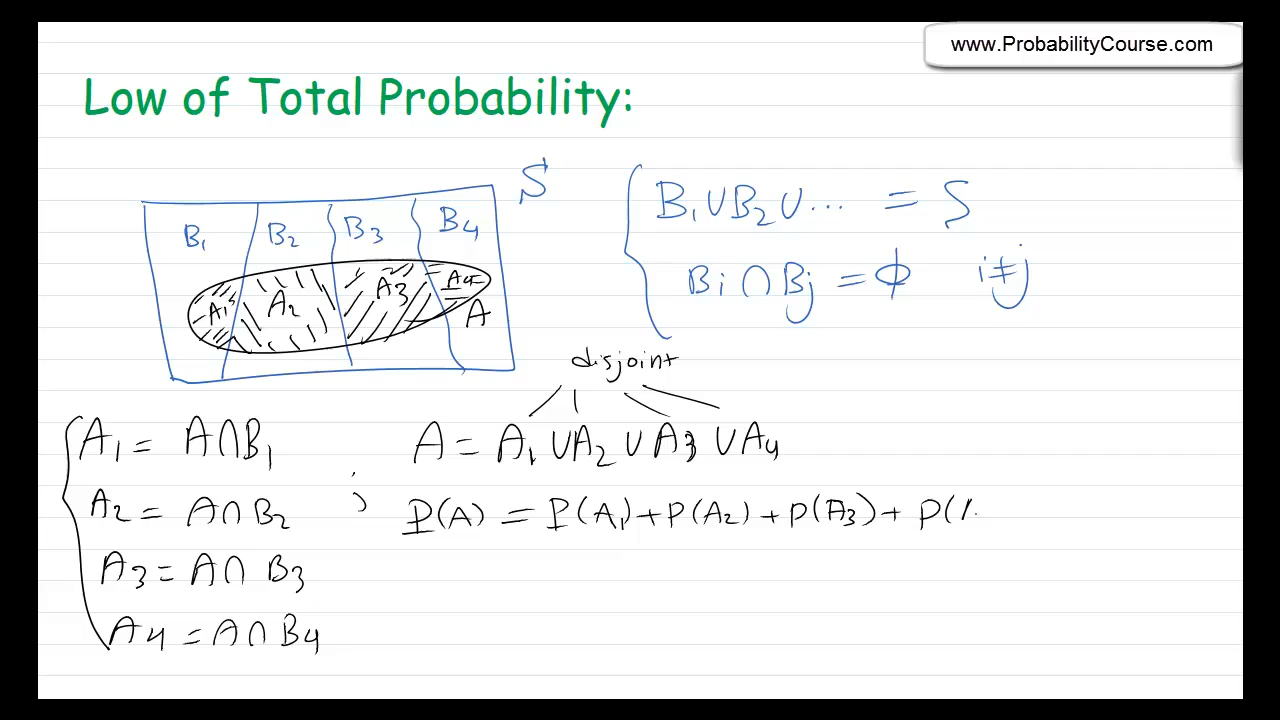 www.ProbabilityCourse.com
Low of Total Probability:
S
B₁ B₂ B₃ B₄
A₁ A₂ A₃ A₄
A
B₁∪B₂∪... = S
Bi∩Bj = ϕ i≠j
disjoint
A₁ = A∩B₁
A = A₁∪A₂∪A₃∪A₄
A₂ = A∩B₂ ;
P(A) = P(A₁)+P(A₂)+P(A₃)+P(
A₃ = A∩B₃
A₄ = A∩B₄